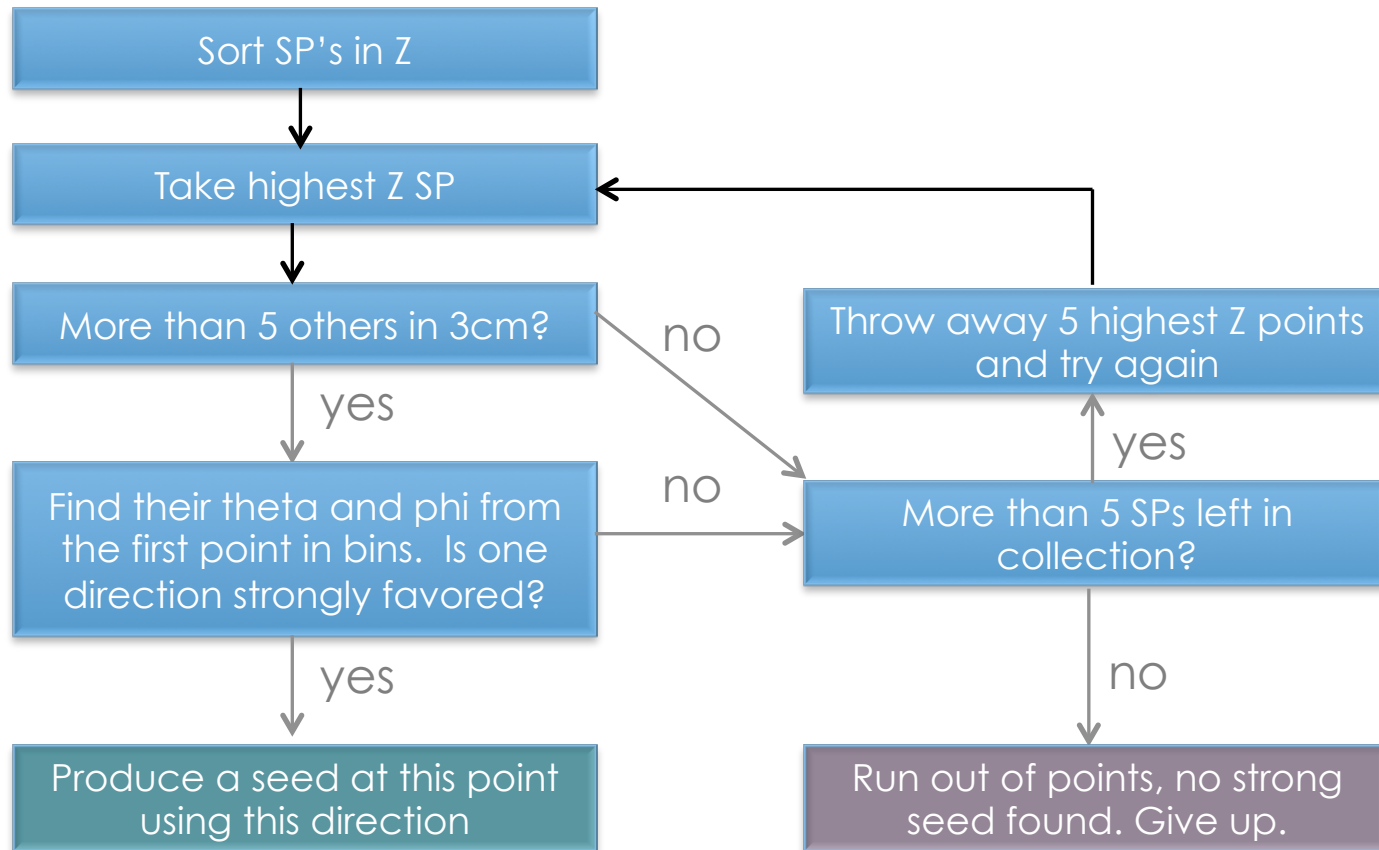 Sort SP’s in Z
Take highest Z SP
More than 5 others in 3cm?
no
Throw away 5 highest Z points
and try again
yes
yes
Find their theta and phi from
the first point in bins.  Is one
direction strongly favored?
no
More than 5 SPs left in
collection?
yes
no
Produce a seed at this point
using this direction
Run out of points, no strong
seed found. Give up.